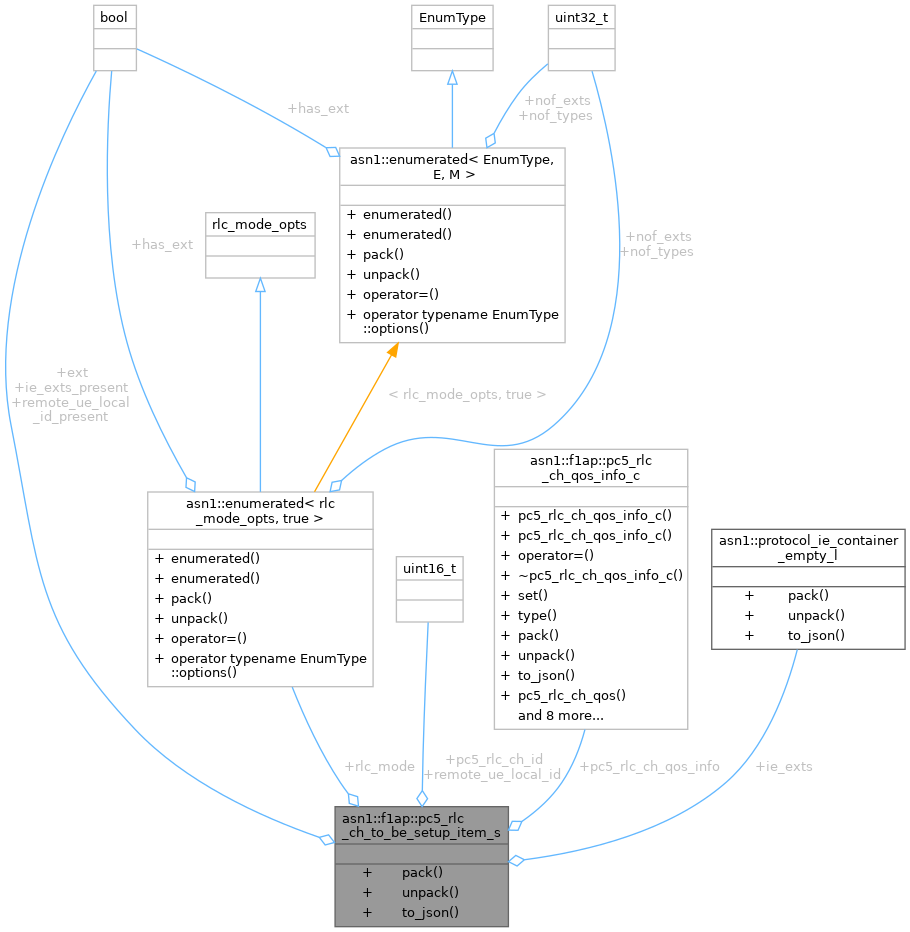 bool
EnumType
uint32_t
+has_ext
+nof_exts
+nof_types
asn1::enumerated< EnumType,
E, M >
+ enumerated()
+ enumerated()
+ pack()
+ unpack()
+ operator=()
+ operator typename EnumType
::options()
rlc_mode_opts
+has_ext
+nof_exts
+nof_types
+ext
+ie_exts_present
+remote_ue_local
_id_present
< rlc_mode_opts, true >
asn1::enumerated< rlc
_mode_opts, true >
+ enumerated()
+ enumerated()
+ pack()
+ unpack()
+ operator=()
+ operator typename EnumType
::options()
uint16_t
asn1::f1ap::pc5_rlc
_ch_qos_info_c
+ pc5_rlc_ch_qos_info_c()
+ pc5_rlc_ch_qos_info_c()
+ operator=()
+ ~pc5_rlc_ch_qos_info_c()
+ set()
+ type()
+ pack()
+ unpack()
+ to_json()
+ pc5_rlc_ch_qos()
and 8 more...
asn1::protocol_ie_container
_empty_l
+ pack()
+ unpack()
+ to_json()
+rlc_mode
+pc5_rlc_ch_id
+remote_ue_local_id
+pc5_rlc_ch_qos_info
+ie_exts
asn1::f1ap::pc5_rlc
_ch_to_be_setup_item_s
+ pack()
+ unpack()
+ to_json()